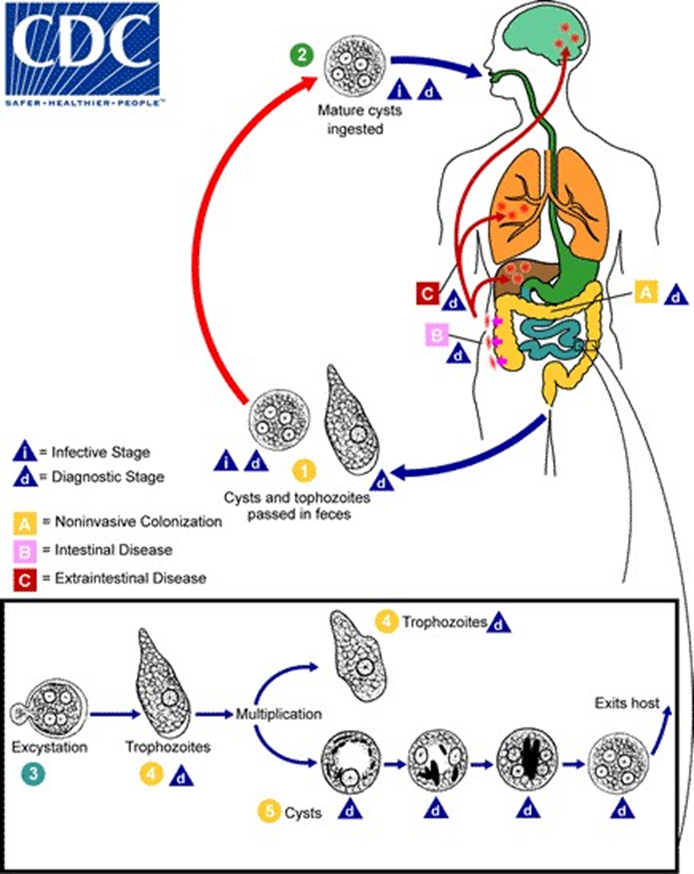 CDC
SAFER•HEALTHIER•PEOPLE™
2
i d
Mature cysts
ingested
C d
A d
B d
i d
1
d
Cysts and tophozoites
passed in feces
i = Infective Stage
d = Diagnostic Stage
A = Noninvasive Colonization
B = Intestinal Disease
C = Extraintestinal Disease
4 Trophozoites d
Excystation
3
Trophozoites
4 d
Multiplication
Exits host
5 Cysts
d
d
d
d